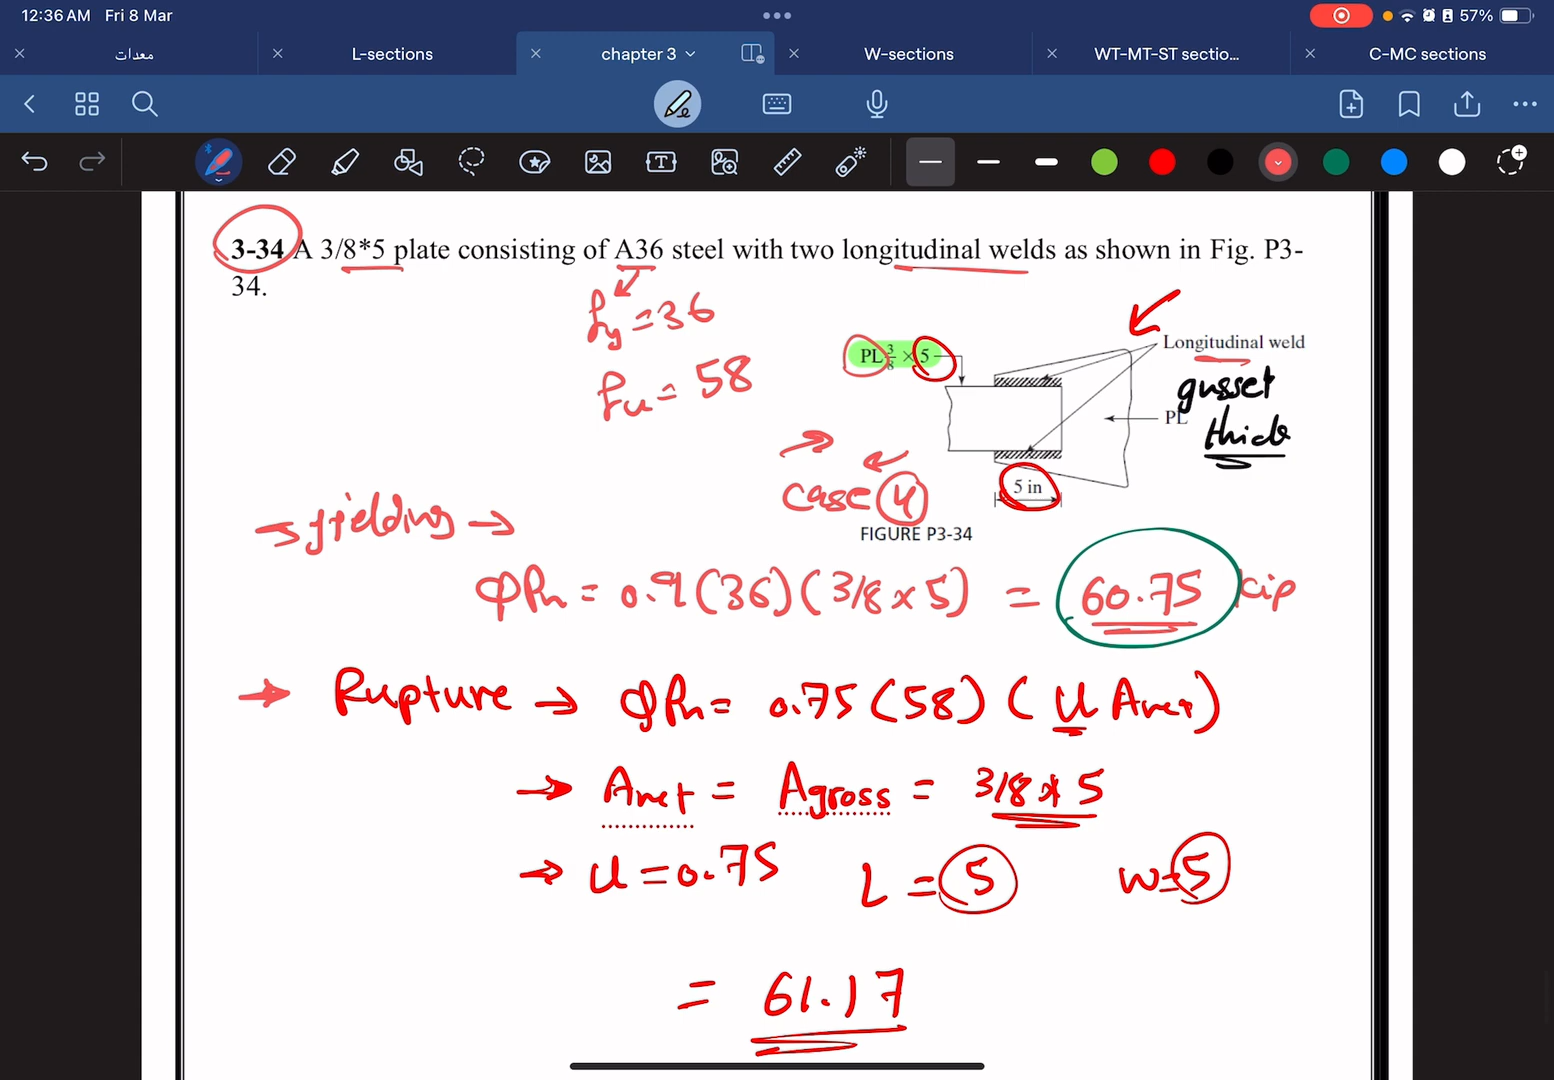 12:36 AM Fri 8 Mar
57%
معدات
L-sections
chapter 3
W-sections
WT-MT-ST sectio...
C-MC sections
3-34 A 3/8*5 plate consisting of A36 steel with two longitudinal welds as shown in Fig. P3-
34.
fy = 36
fu = 58
PL 3/8 × 5
Longitudinal weld
gusset
PL
thick
5 in
case 4
FIGURE P3-34
→ yielding →
ΦPn = 0.9 (36) (3/8 × 5) = 60.75 kip
→ Rupture → ΦPn = 0.75 (58) ( U Anet )
→ Anet = Agross = 3/8 * 5
→ U = 0.75 L = 5 w = 5
= 61.17